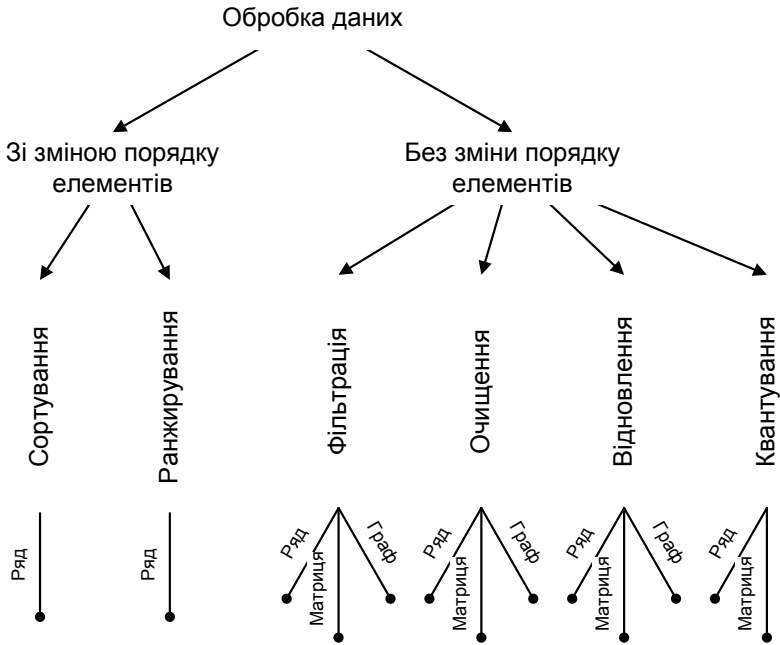 Обробка даних
Зі зміною порядку
елементів
Без зміни порядку
елементів
Сортування
Ранжирування
Фільтрація
Очищення
Відновлення
Квантування
Ряд
Ряд
Ряд
Матриця
Граф
Ряд
Матриця
Граф
Ряд
Матриця
Граф
Ряд
Матриця